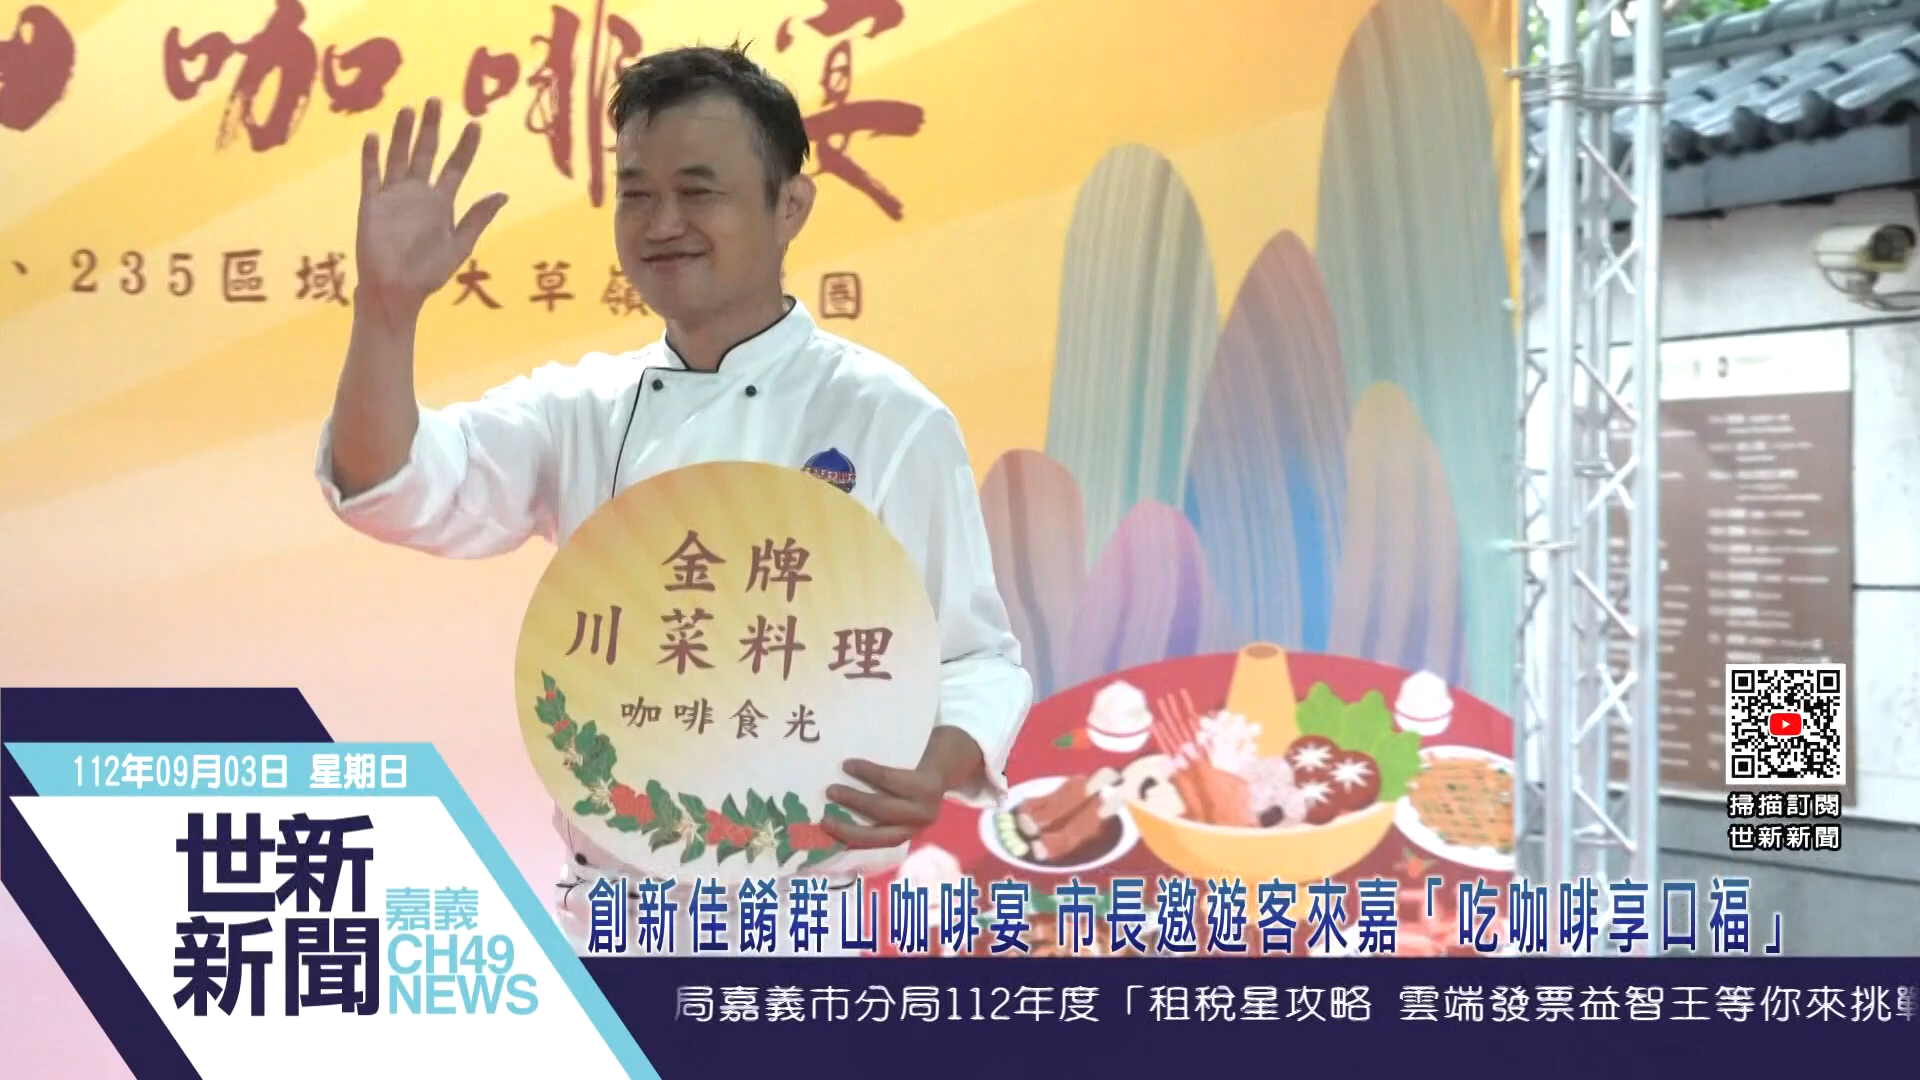 咖啡宴
、235區域 大草嶺 圈
金牌
川菜料理
咖啡食光
掃描訂閱
世新新聞
112年09月03日 星期日
世新
新聞
嘉義
CH49
NEWS
創新佳餚群山咖啡宴 市長邀遊客來嘉「吃咖啡享口福」
局嘉義市分局112年度「租稅星攻略 雲端發票益智王等你來挑戰